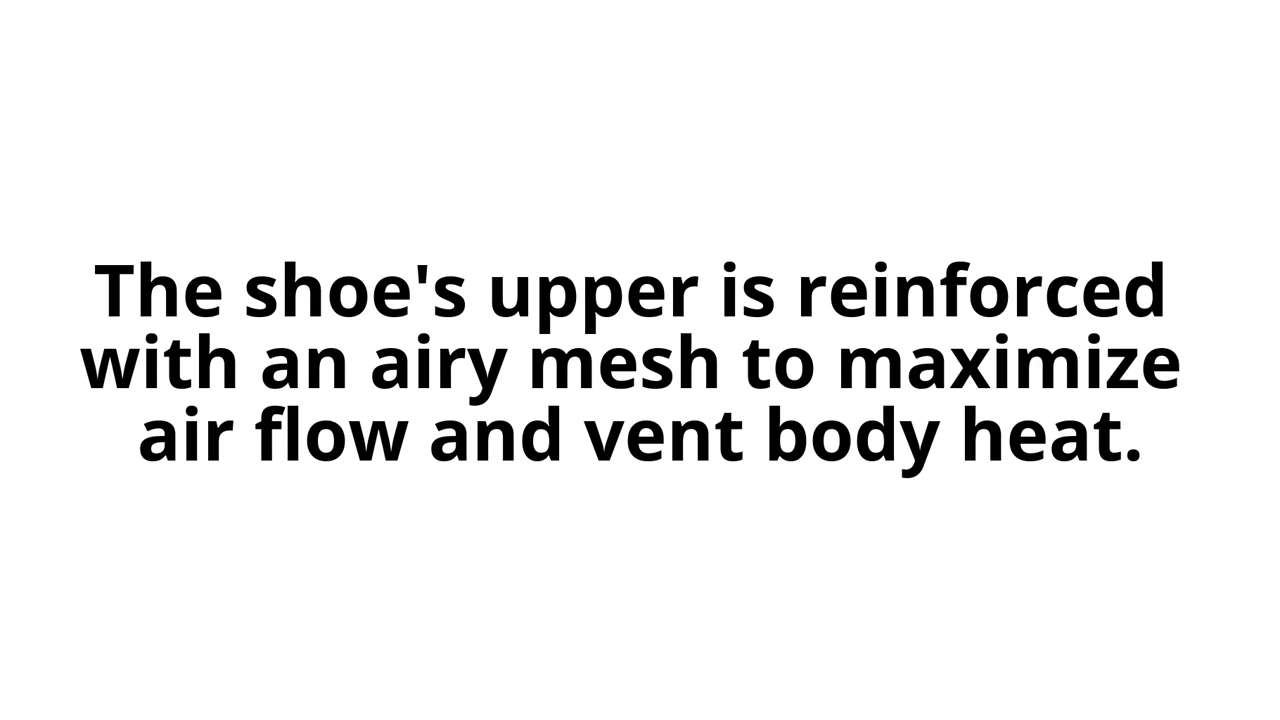 The shoe's upper is reinforced
with an airy mesh to maximize
air flow and vent body heat.